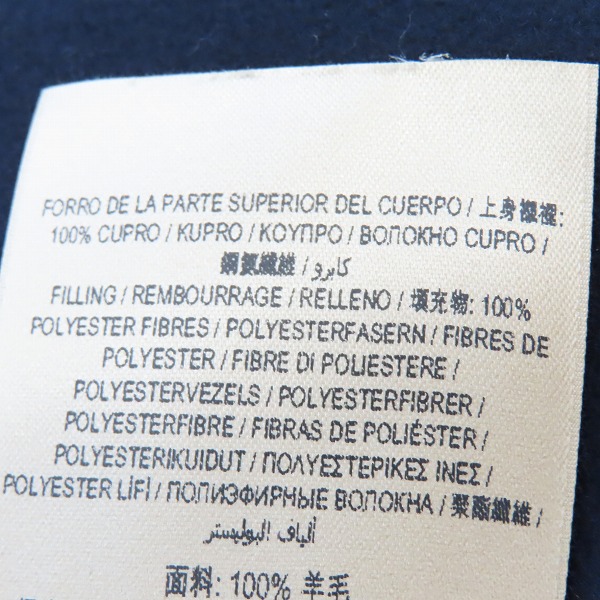 FORRO DE LA PARTE SUPERIOR DEL CUERPO / 上身襯裡:
100% CUPRO / KUPRO / ΚΟΥΠΡΟ / ВОЛОКНО CUPRO /
銅氨纖維 / كابرو
FILLING / REMBOURRAGE / RELLENO / 填充物: 100%
POLYESTER FIBRES / POLYESTERFASERN / FIBRES DE
POLYESTER / FIBRE DI POLIESTERE /
POLYESTERVEZELS / POLYESTERFIBRER /
POLYESTERFIBRE / FIBRAS DE POLIÉSTER /
POLYESTERIKUIDUT / ΠΟΛΥΕΣΤΕΡΙΚΕΣ ΙΝΕΣ /
POLYESTER LİFİ / ПОЛИЭФИРНЫЕ ВОЛОКНА / 聚酯纖維 /
ألياف البوليستر
面料: 100% 羊毛